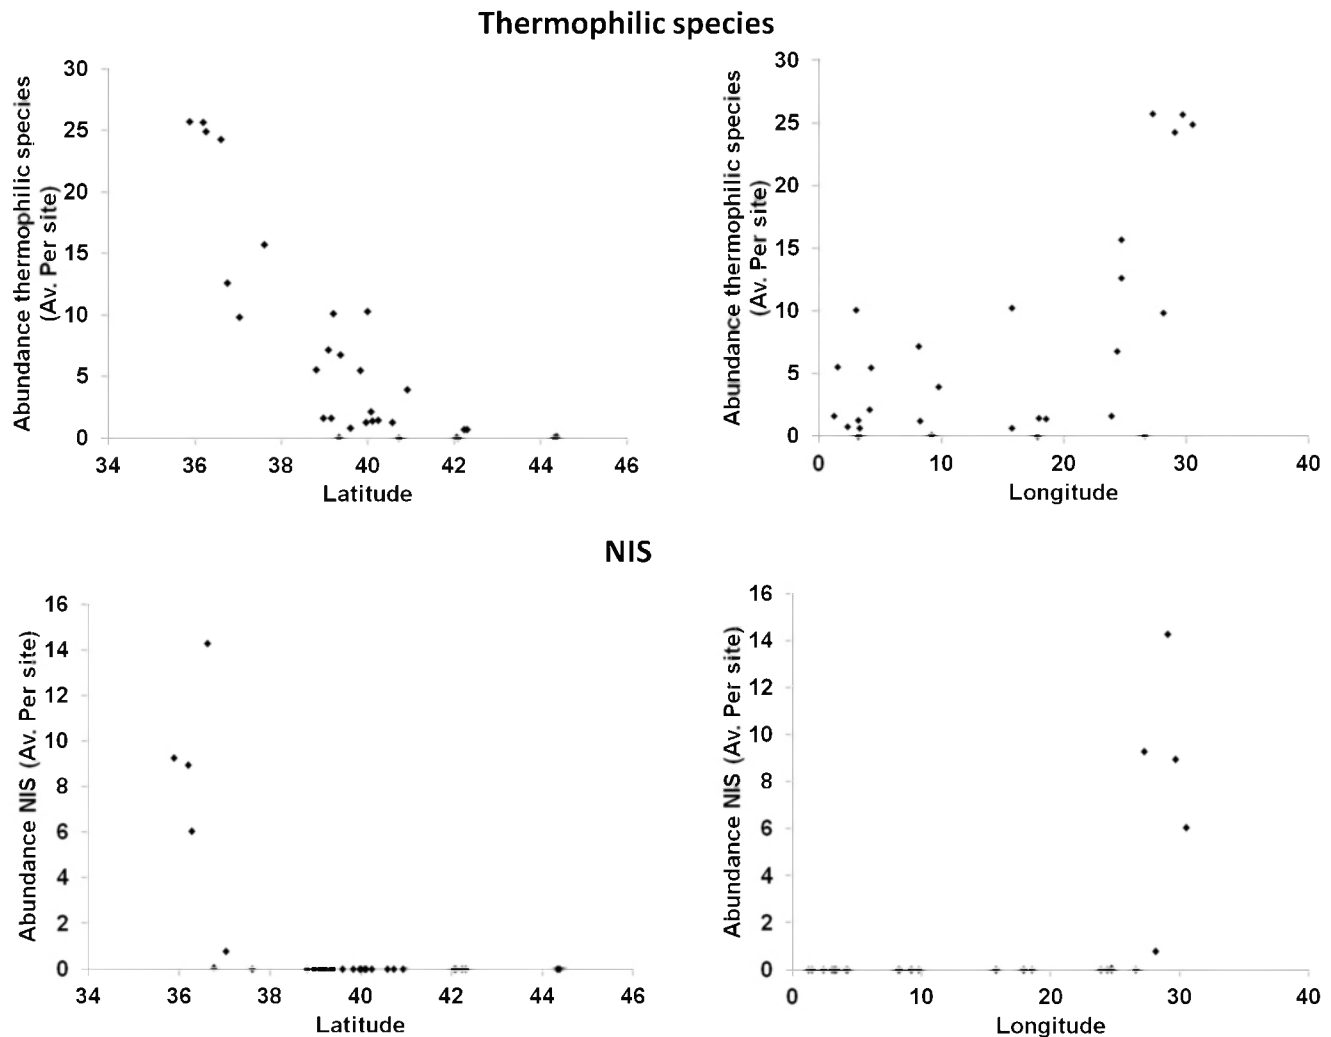 Thermophilic species
Abundance thermophilic species
(Av. Per site)
30
25
20
15
10
5
0
34 36 38 40 42 44 46
Latitude
Abundance thermophilic species
(Av. Per site)
30
25
20
15
10
5
0
0 10 20 30 40
Longitude
NIS
Abundance NIS (Av. Per site)
16
14
12
10
8
6
4
2
0
34 36 38 40 42 44 46
Latitude
Abundance NIS (Av. Per site)
16
14
12
10
8
6
4
2
0
0 10 20 30 40
Longitude